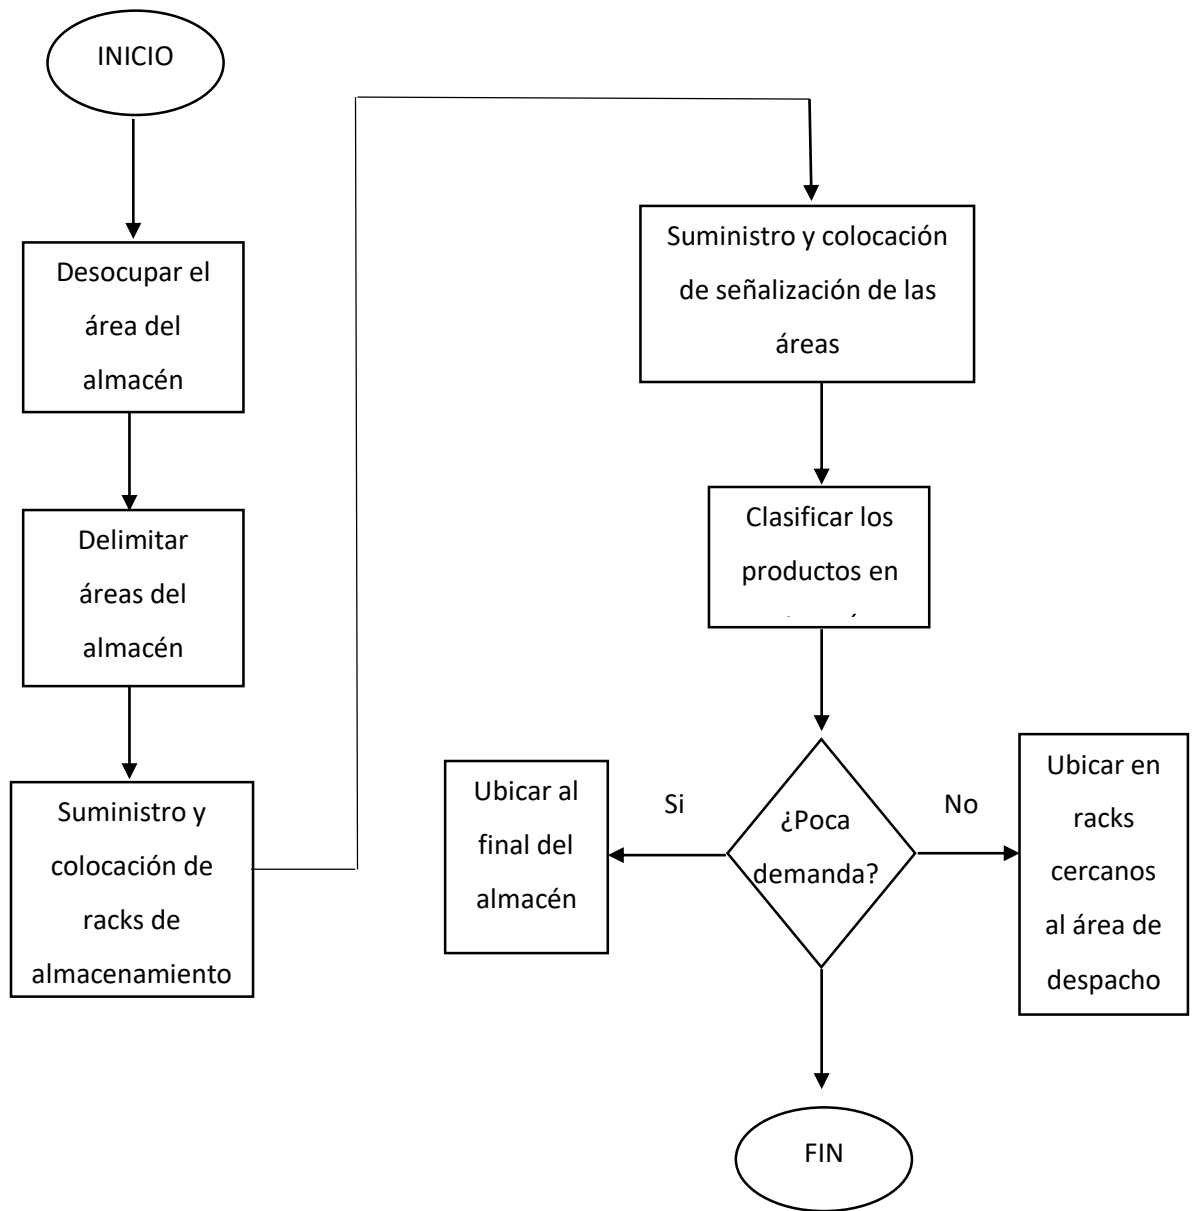 INICIO
Desocupar el
área del
almacén
Delimitar
áreas del
almacén
Suministro y
colocación de
racks de
almacenamiento
Suministro y colocación
de señalización de las
áreas
Clasificar los
productos en
¿Poca
demanda?
Si
No
Ubicar al
final del
almacén
Ubicar en
racks
cercanos
al área de
despacho
FIN